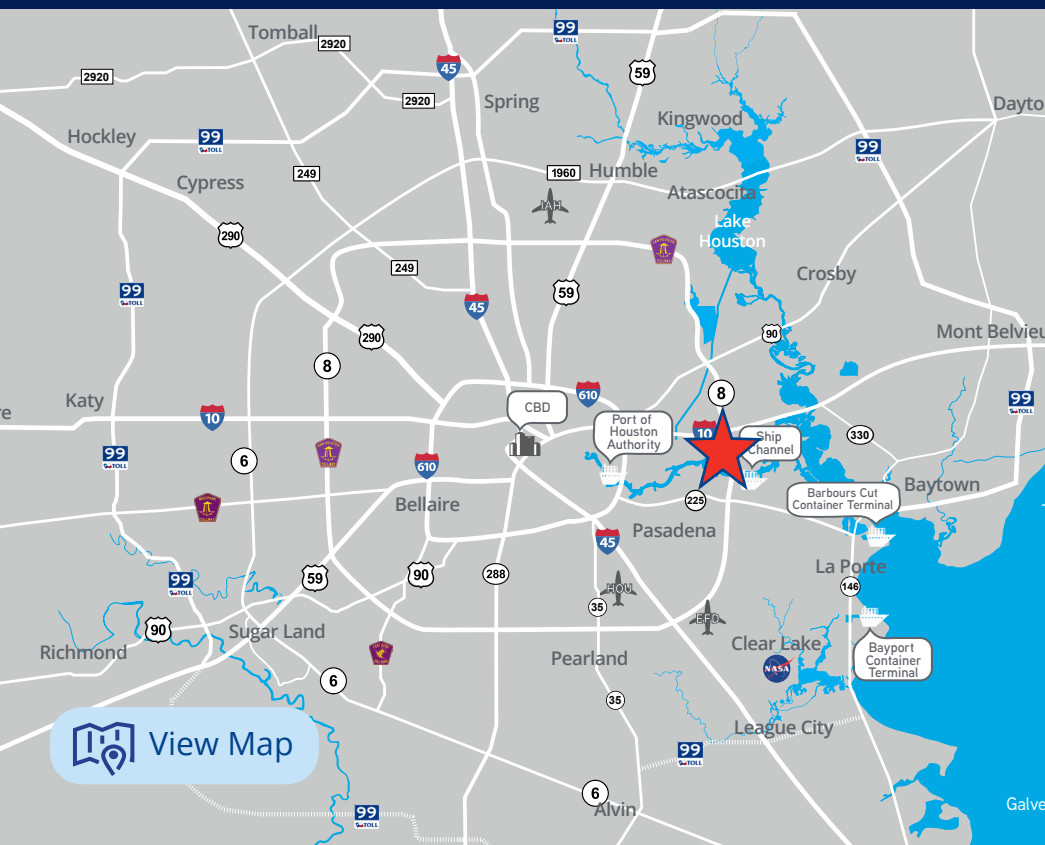 Tomball
2920
99
TOLL
2920
45
59
2920
Spring
Kingwood
Dayto
Hockley
99
TOLL
99
TOLL
249
1960
Humble
Cypress
Atascocita
IAH
Lake
Houston
290
249
Crosby
99
TOLL
59
45
290
90
Mont Belvieu
8
8
610
Katy
CBD
99
TOLL
re
10
Port of
Houston
Authority
10
Ship
Channel
330
99
TOLL
6
610
Baytown
Bellaire
225
Barbours Cut
Container Terminal
Pasadena
45
La Porte
99
TOLL
59
90
288
HOU
146
35
EFD
90
Sugar Land
Richmond
Pearland
Clear Lake
NASA
Bayport
Container
Terminal
6
35
League City
View Map
99
TOLL
6
Alvin
99
TOLL
Galve